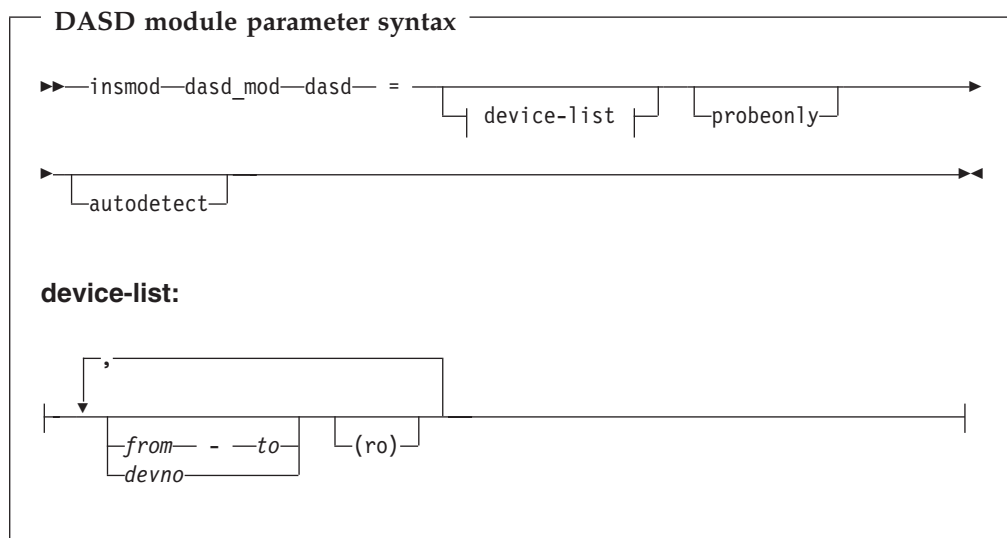 DASD module parameter syntax
insmod dasd_mod dasd =
device-list
probeonly
autodetect
device-list:
,
from - to
(ro)
devno